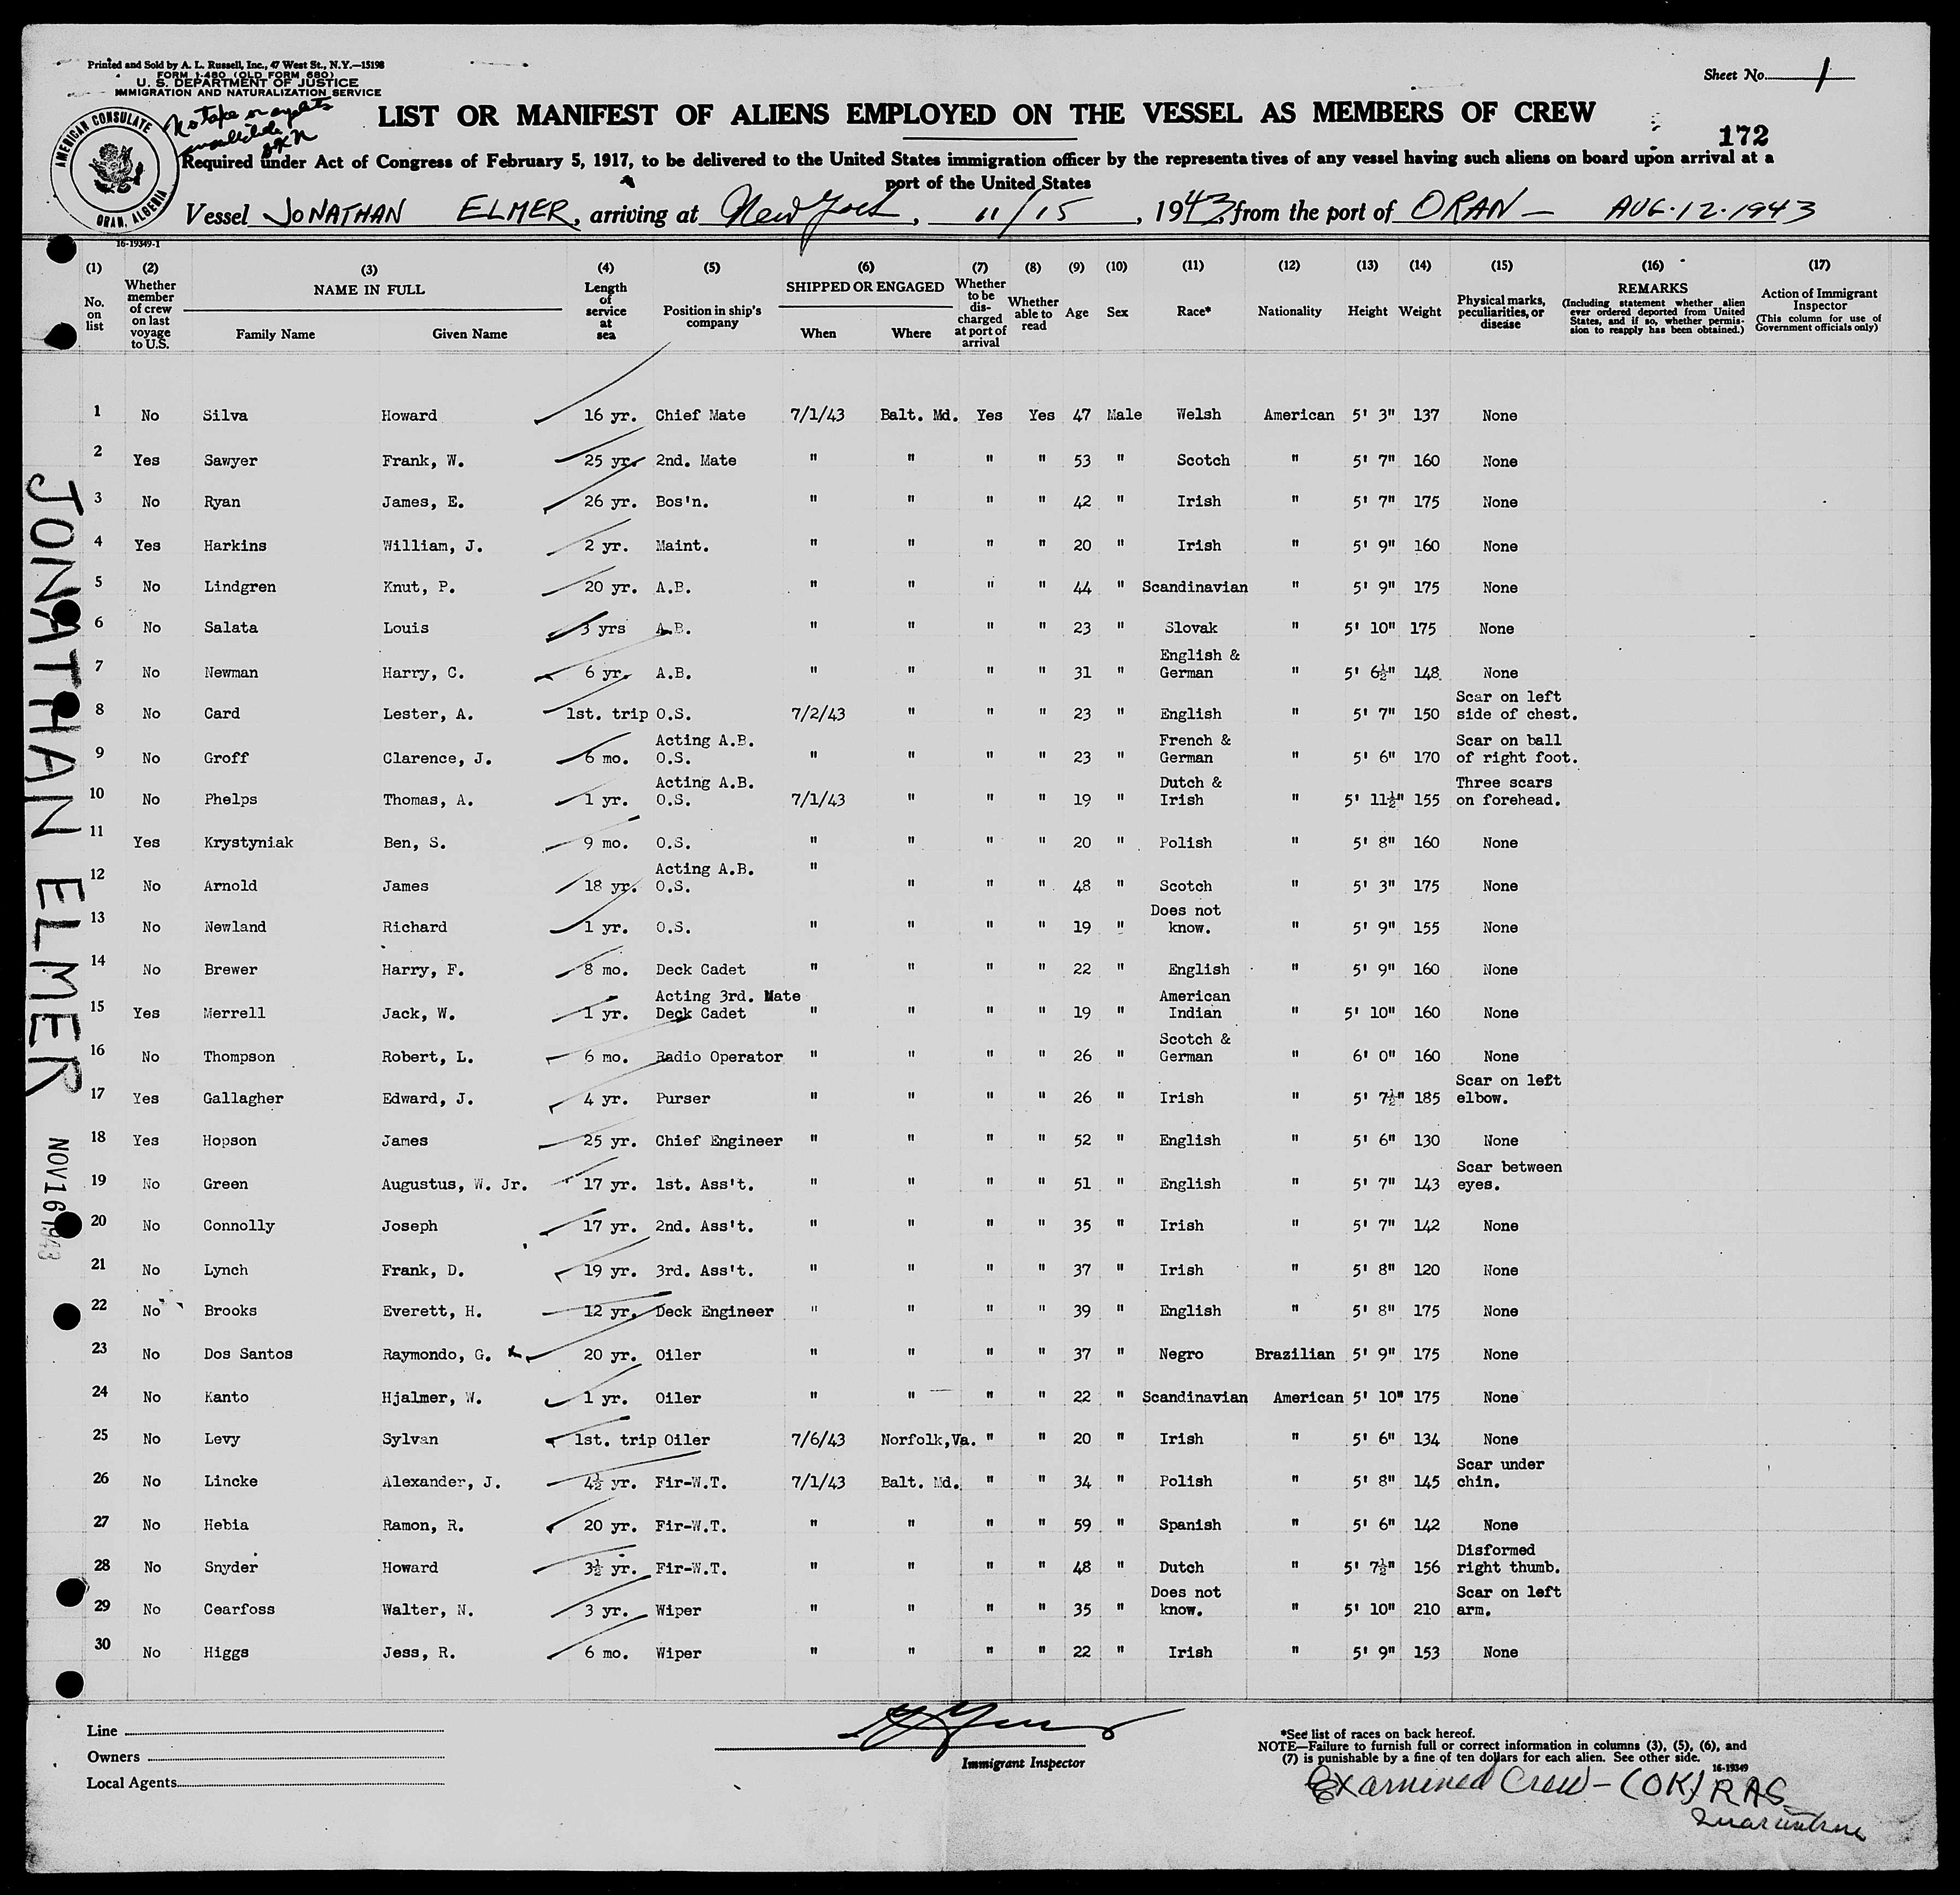 Printed and Sold by A. L. Russell, Inc., 47 West St., N.Y.—15198
FORM I-480 (OLD FORM 680)
U. S. DEPARTMENT OF JUSTICE
IMMIGRATION AND NATURALIZATION SERVICE
Sheet No. 1
AMERICAN CONSULATE
ORAN, ALGERIA
No tape or
LIST OR MANIFEST OF ALIENS EMPLOYED ON THE VESSEL AS MEMBERS OF CREW
172
Required under Act of Congress of February 5, 1917, to be delivered to the United States immigration officer by the representatives of any vessel having such aliens on board upon arrival at a
port of the United States
Vessel JONATHAN ELMER, arriving at New York, 11/15, 1943, from the port of ORAN — AUG. 12. 1943
16-19349-1
(1) (2) (3) (4) (5) (6) (7) (8) (9) (10) (11) (12) (13) (14) (15) (16) (17)
No. on list
Whether member of crew on last voyage to U.S.
NAME IN FULL
Family Name Given Name
Length of service at sea
Position in ship's company
SHIPPED OR ENGAGED
When Where
Whether to be discharged at port of arrival
Whether able to read
Age
Sex
Race*
Nationality
Height
Weight
Physical marks, peculiarities, or disease
REMARKS
(Including statement whether alien ever ordered deported from United States, and if so, whether permission to reapply has been obtained.)
Action of Immigrant Inspector
(This column for use of Government officials only)
1 No Silva Howard 16 yr. Chief Mate 7/1/43 Balt. Md. Yes Yes 47 Male Welsh American 5' 3" 137 None
2 Yes Sawyer Frank, W. 25 yr. 2nd. Mate " " " " 53 " Scotch " 5' 7" 160 None
3 No Ryan James, E. 26 yr. Bos'n. " " " " 42 " Irish " 5' 7" 175 None
4 Yes Harkins William, J. 2 yr. Maint. " " " " 20 " Irish " 5' 9" 160 None
5 No Lindgren Knut, P. 20 yr. A.B. " " " " 44 " Scandinavian " 5' 9" 175 None
6 No Salata Louis 3 yrs A.B. " " " " 23 " Slovak " 5' 10" 175 None
7 No Newman Harry, C. 6 yr. A.B. " " " " 31 " English & German " 5' 6½" 148 None
8 No Card Lester, A. 1st. trip O.S. 7/2/43 " " " 23 " English " 5' 7" 150 Scar on left side of chest.
9 No Groff Clarence, J. 6 mo. Acting A.B. O.S. " " " " 23 " French & German " 5' 6" 170 Scar on ball of right foot.
10 No Phelps Thomas, A. 1 yr. Acting A.B. O.S. 7/1/43 " " " 19 " Dutch & Irish " 5' 11½" 155 Three scars on forehead.
11 Yes Krystyniak Ben, S. 9 mo. O.S. " " " " 20 " Polish " 5' 8" 160 None
12 No Arnold James 18 yr. Acting A.B. O.S. " " " " 48 " Scotch " 5' 3" 175 None
13 No Newland Richard 1 yr. O.S. " " " " 19 " Does not know. " 5' 9" 155 None
14 No Brewer Harry, F. 8 mo. Deck Cadet " " " " 22 " English " 5' 9" 160 None
15 Yes Merrell Jack, W. 1 yr. Acting 3rd. Mate Deck Cadet " " " " 19 " American Indian " 5' 10" 160 None
16 No Thompson Robert, L. 6 mo. Radio Operator " " " " 26 " Scotch & German " 6' 0" 160 None
17 Yes Gallagher Edward, J. 4 yr. Purser " " " " 26 " Irish " 5' 7½" 185 Scar on left elbow.
18 Yes Hopson James 25 yr. Chief Engineer " " " " 52 " English " 5' 6" 130 None
19 No Green Augustus, W. Jr. 17 yr. 1st. Ass't. " " " " 51 " English " 5' 7" 143 Scar between eyes.
20 No Connolly Joseph 17 yr. 2nd. Ass't. " " " " 35 " Irish " 5' 7" 142 None
21 No Lynch Frank, D. 19 yr. 3rd. Ass't. " " " " 37 " Irish " 5' 8" 120 None
22 No Brooks Everett, H. 12 yr. Deck Engineer " " " " 39 " English " 5' 8" 175 None
23 No Dos Santos Raymondo, G. x 20 yr. Oiler " " " " 37 " Negro Brazilian 5' 9" 175 None
24 No Kanto Hjalmer, W. 1 yr. Oiler " " " " 22 " Scandinavian American 5' 10" 175 None
25 No Levy Sylvan 1st. trip Oiler 7/6/43 Norfolk, Va. " " 20 " Irish " 5' 6" 134 None
26 No Lincke Alexander, J. 4½ yr. Fir-W.T. 7/1/43 Balt. Md. " " 34 " Polish " 5' 8" 145 Scar under chin.
27 No Hebia Ramon, R. 20 yr. Fir-W.T. " " " " 59 " Spanish " 5' 6" 142 None
28 No Snyder Howard 3½ yr. Fir-W.T. " " " " 48 " Dutch " 5' 7½" 156 Disformed right thumb.
29 No Cearfoss Walter, N. 3 yr. Wiper " " " " 35 " Does not know. " 5' 10" 210 Scar on left arm.
30 No Higgs Jess, R. 6 mo. Wiper " " " " 22 " Irish " 5' 9" 153 None
JONATHAN ELMER
NOV 16 1943
Line
Owners
Local Agents
Immigrant Inspector
*See list of races on back hereof.
NOTE—Failure to furnish full or correct information in columns (3), (5), (6), and
(7) is punishable by a fine of ten dollars for each alien. See other side.
16-19349
Examined Crew — (OK) RAS
Quarantine